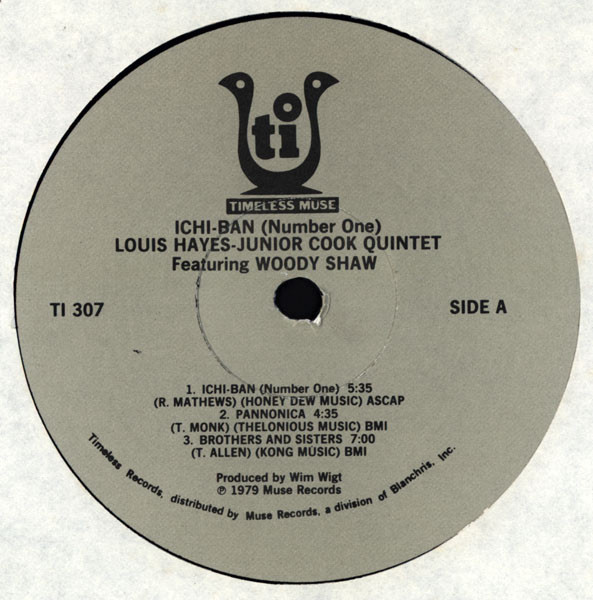 ti
TIMELESS MUSE
ICHI-BAN (Number One)
LOUIS HAYES-JUNIOR COOK QUINTET
Featuring WOODY SHAW
TI 307
SIDE A
1. ICHI-BAN (Number One) 5:35
(R. MATHEWS) (HONEY DEW MUSIC) ASCAP
2. PANNONICA 4:35
(T. MONK) (THELONIOUS MUSIC) BMI
3. BROTHERS AND SISTERS 7:00
(T. ALLEN) (KONG MUSIC) BMI
Produced by Wim Wigt
℗ 1979 Muse Records
Timeless Records, distributed by Muse Records, a division of Blanchris, Inc.